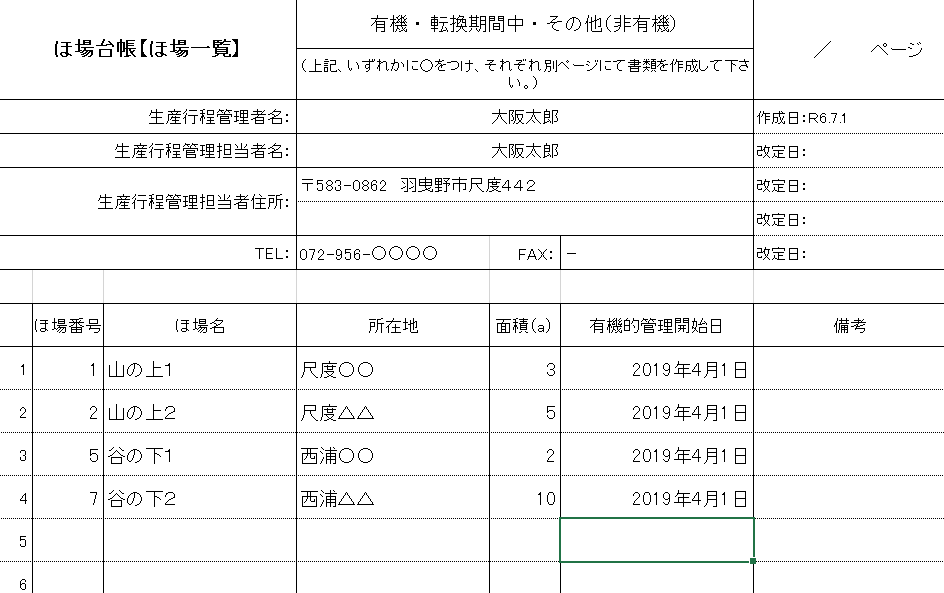 ほ場台帳【ほ場一覧】
有機・転換期間中・その他(非有機)
(上記、いずれかに○をつけ、それぞれ別ページにて書類を作成して下さ
い。)
／ ページ
生産行程管理者名: 大阪太郎 作成日:R6.7.1
生産行程管理担当者名: 大阪太郎 改定日:
生産行程管理担当者住所: 〒583-0862 羽曳野市尺度442 改定日:
改定日:
TEL: 072-956-〇〇〇〇 FAX: － 改定日:
ほ場番号 ほ場名 所在地 面積(a) 有機的管理開始日 備考
1 1 山の上1 尺度〇〇 3 2019年4月1日
2 2 山の上2 尺度△△ 5 2019年4月1日
3 5 谷の下1 西浦〇〇 2 2019年4月1日
4 7 谷の下2 西浦△△ 10 2019年4月1日
5
6